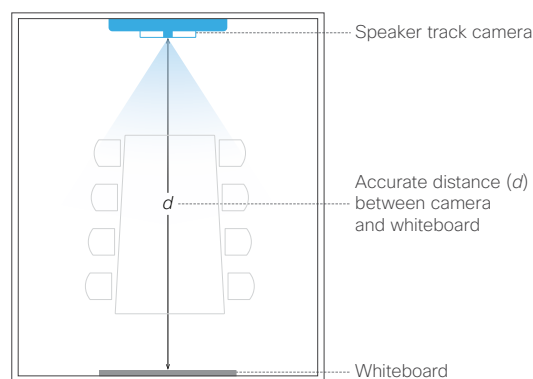 Speaker track camera
d
Accurate distance (d)
between camera
and whiteboard
Whiteboard